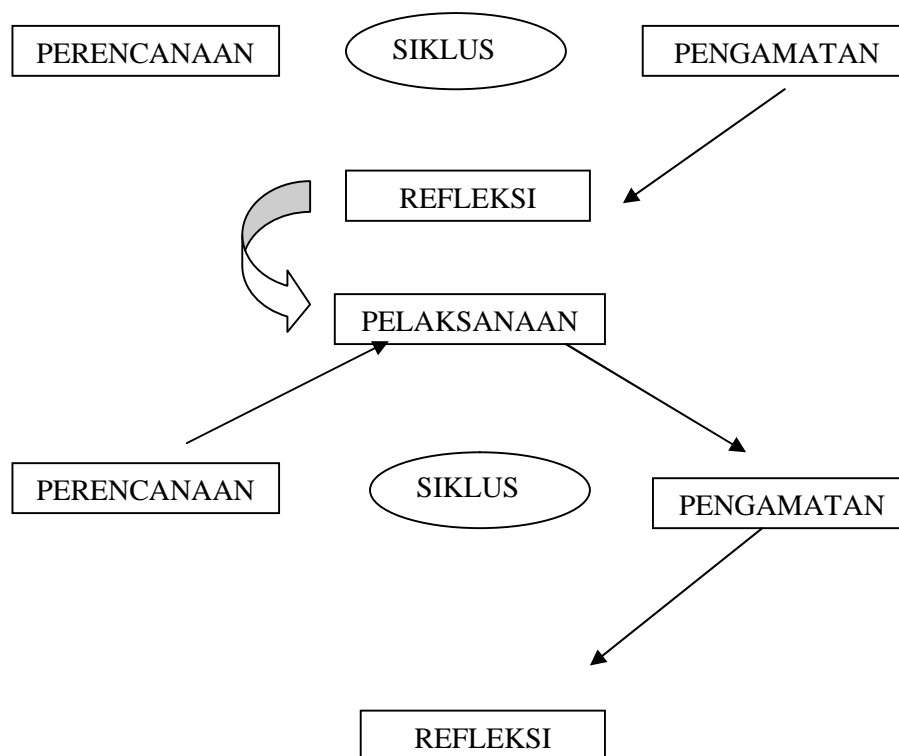 PERENCANAAN
SIKLUS
PENGAMATAN
REFLEKSI
PELAKSANAAN
PERENCANAAN
SIKLUS
PENGAMATAN
REFLEKSI